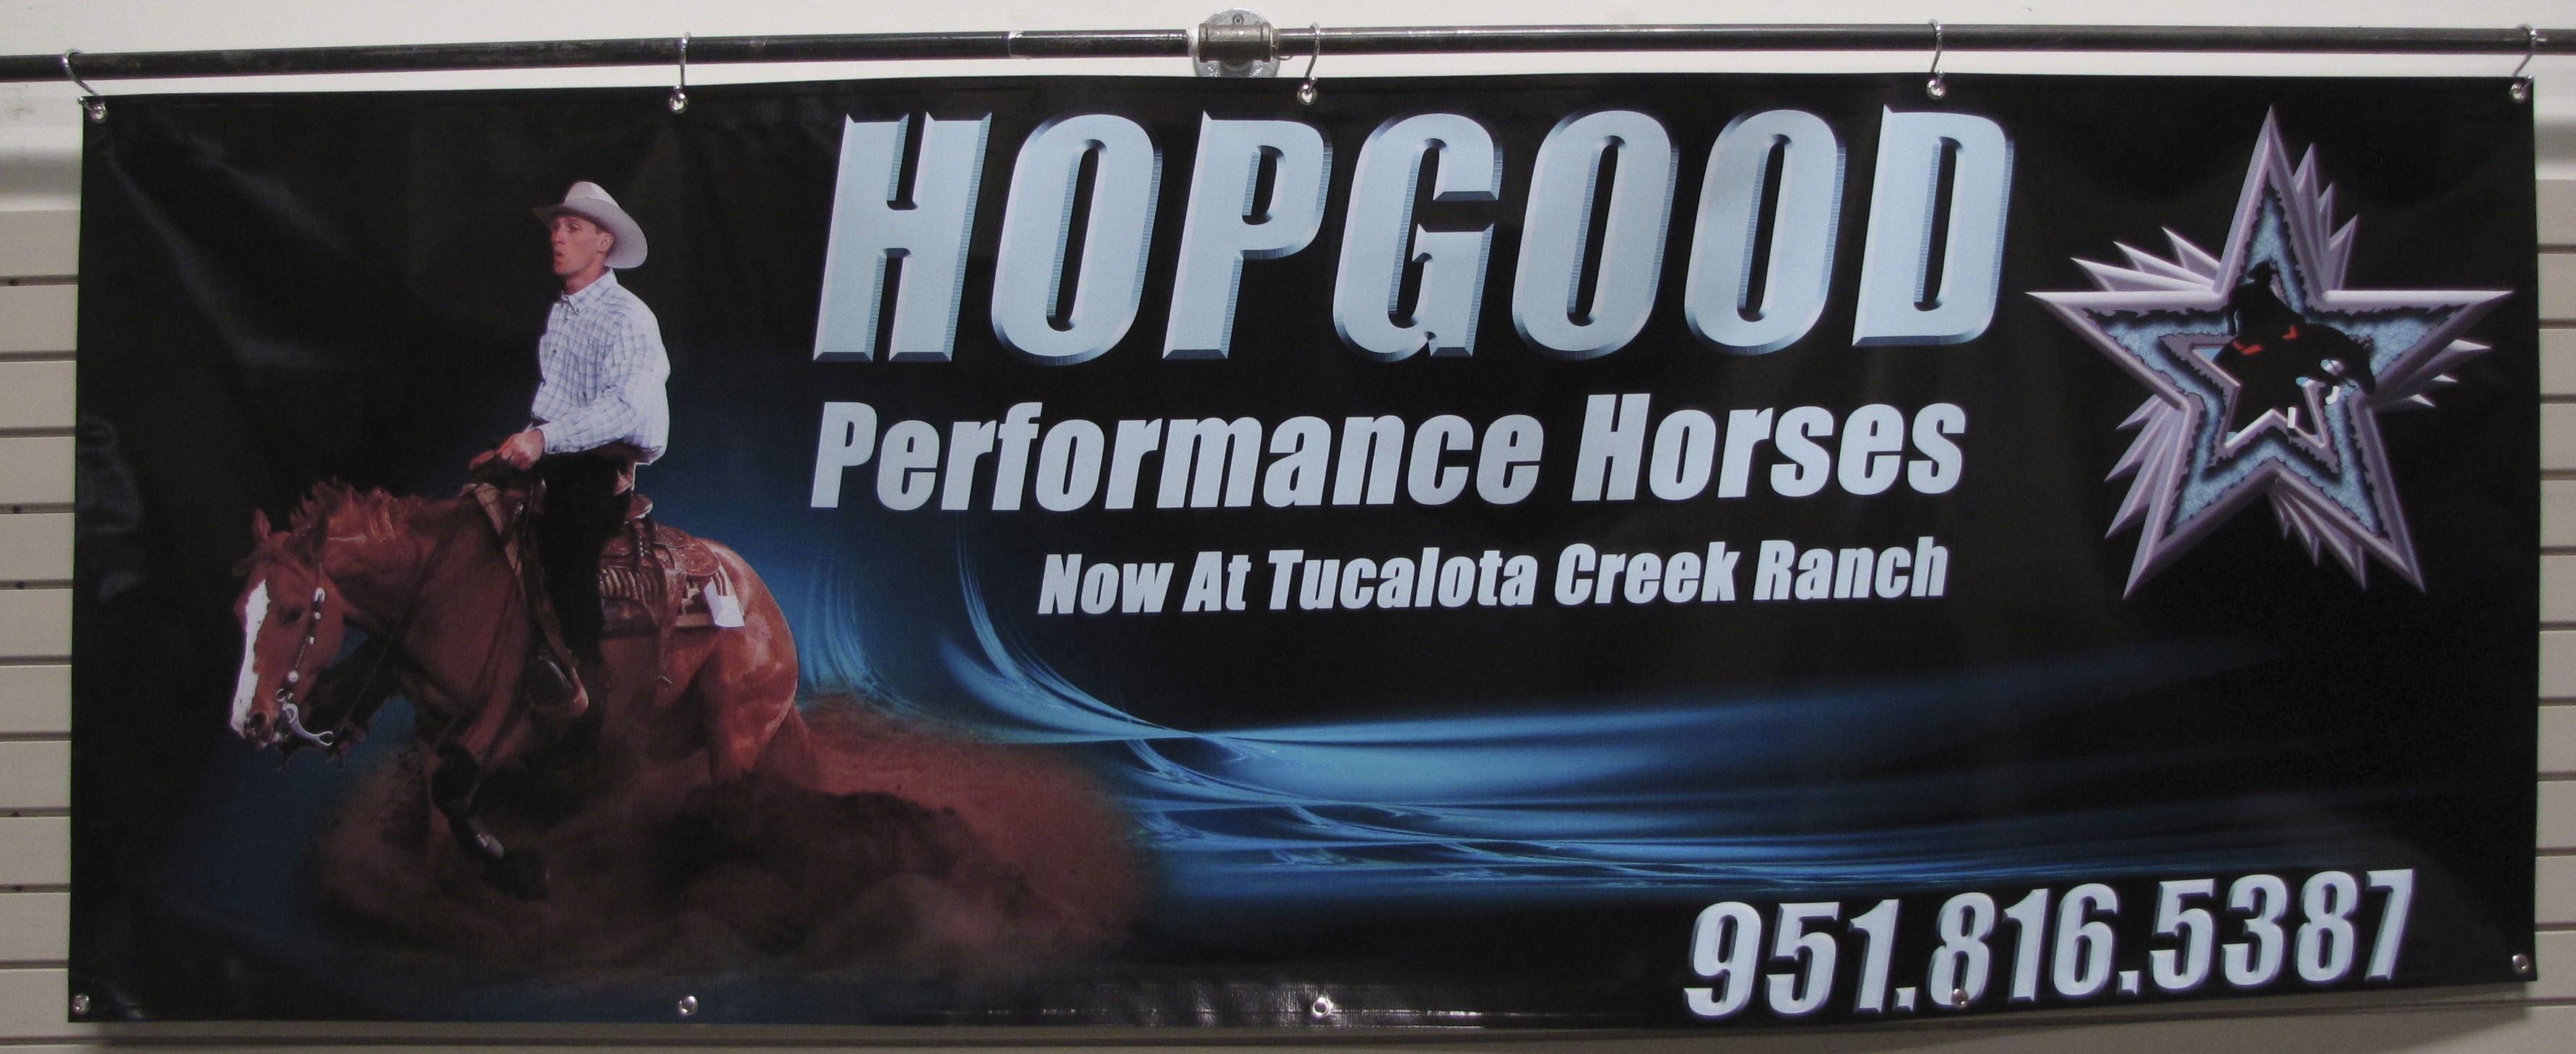 HOPGOOD
Performance Horses
Now At Tucalota Creek Ranch
951.816.5387